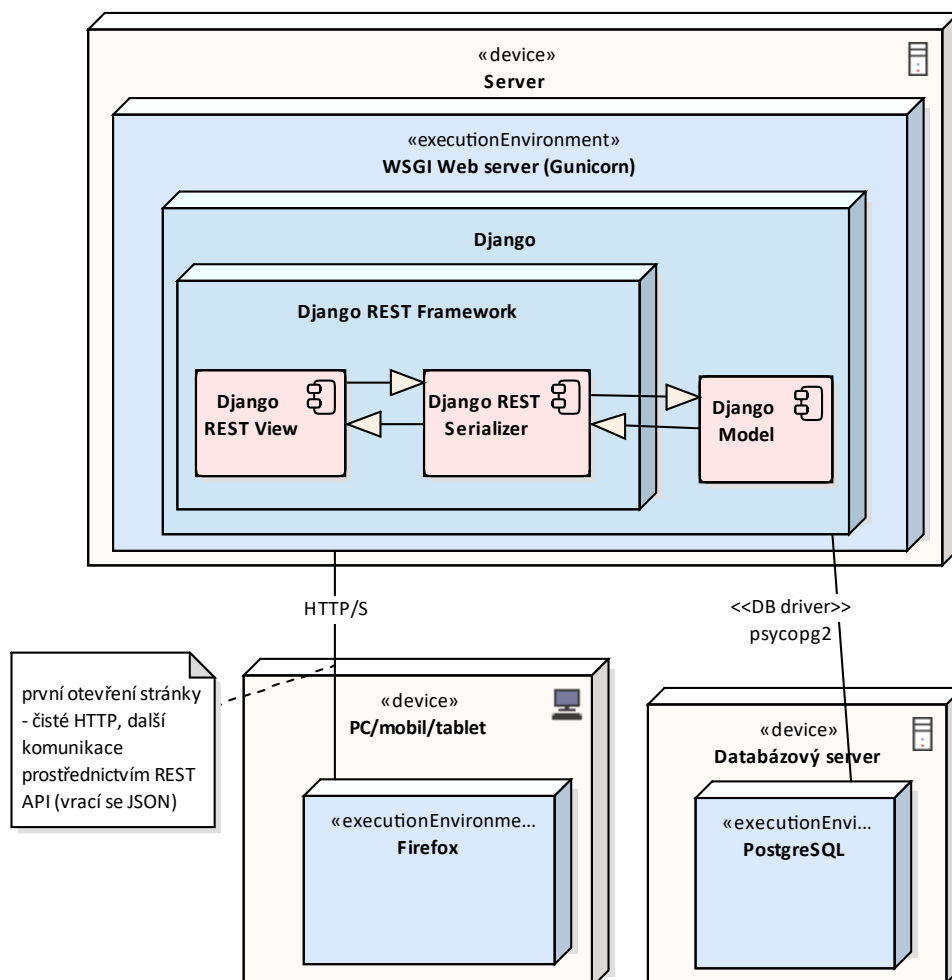 «device»
Server
«executionEnvironment»
WSGI Web server (Gunicorn)
Django
Django REST Framework
Django
REST View
Django REST
Serializer
Django
Model
HTTP/S
<<DB driver>>
psycopg2
první otevření stránky
- čisté HTTP, další
komunikace
prostřednictvím REST
API (vrací se JSON)
«device»
PC/mobil/tablet
«executionEnvironme...
Firefox
«device»
Databázový server
«executionEnvi...
PostgreSQL